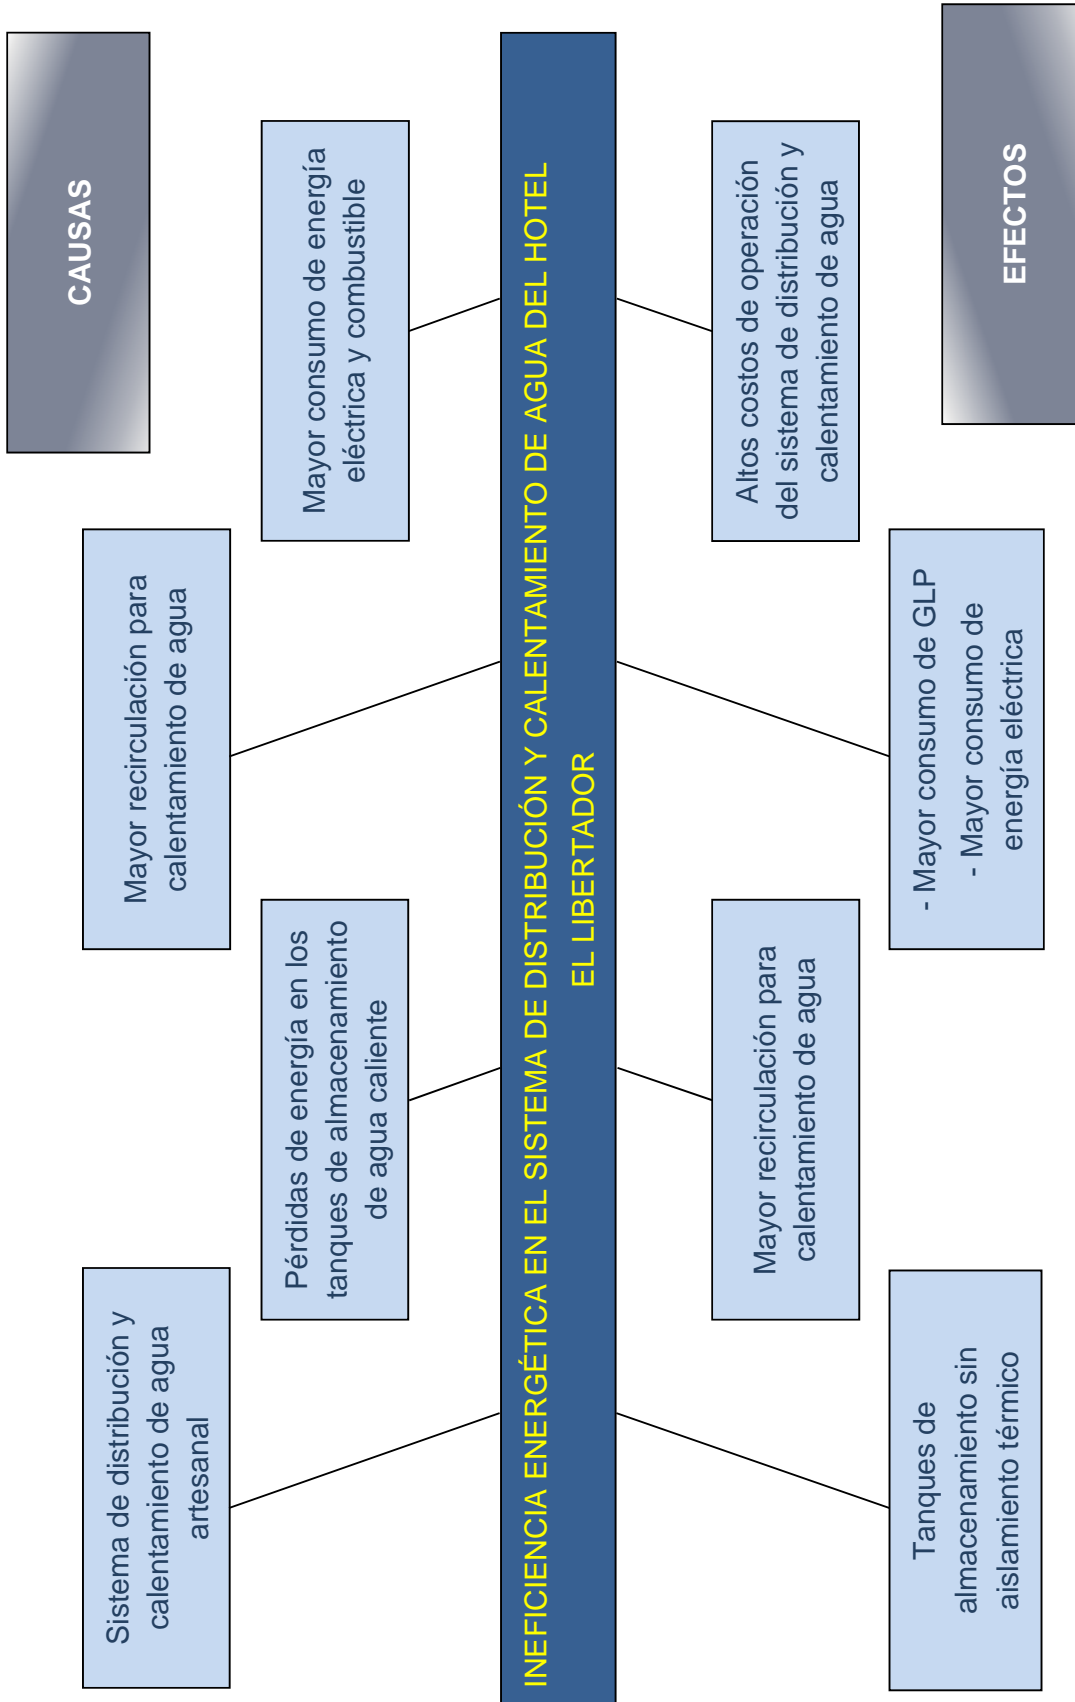 CAUSAS
Sistema de distribución y
calentamiento de agua
artesanal
Mayor recirculación para
calentamiento de agua
Pérdidas de energía en los
tanques de almacenamiento
de agua caliente
Mayor consumo de energía
eléctrica y combustible
INEFICIENCIA ENERGÉTICA EN EL SISTEMA DE DISTRIBUCIÓN Y CALENTAMIENTO DE AGUA DEL HOTEL
EL LIBERTADOR
Mayor recirculación para
calentamiento de agua
Altos costos de operación
del sistema de distribución y
calentamiento de agua
Tanques de
almacenamiento sin
aislamiento térmico
- Mayor consumo de GLP
- Mayor consumo de
energía eléctrica
EFECTOS